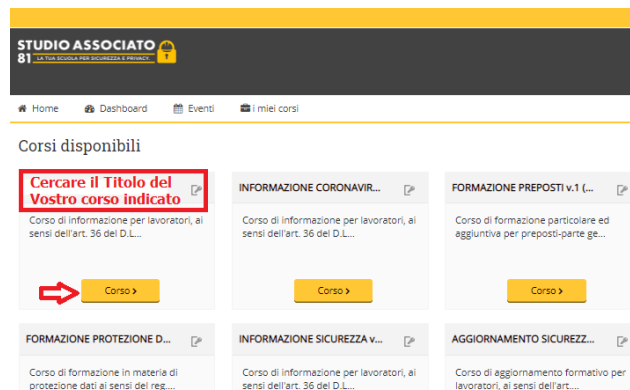 STUDIO ASSOCIATO
81 LA TUA SCUOLA PER SICUREZZA E PRIVACY.
Home Dashboard Eventi i miei corsi
Corsi disponibili
Cercare il Titolo del
Vostro corso indicato
Corso di informazione per lavoratori, ai
sensi dell'art. 36 del D.L...
Corso >
INFORMAZIONE CORONAVIR...
Corso di informazione per lavoratori, ai
sensi dell'art. 36 del D.L...
Corso >
FORMAZIONE PREPOSTI v.1 (...
Corso di formazione particolare ed
aggiuntiva per preposti-parte ge...
Corso >
FORMAZIONE PROTEZIONE D...
Corso di formazione in materia di
protezione dati ai sensi del reg....
INFORMAZIONE SICUREZZA v...
Corso di informazione per lavoratori, ai
sensi dell'art. 36 del D.L...
AGGIORNAMENTO SICUREZZ...
Corso di aggiornamento formativo per
lavoratori, ai sensi dell'art....